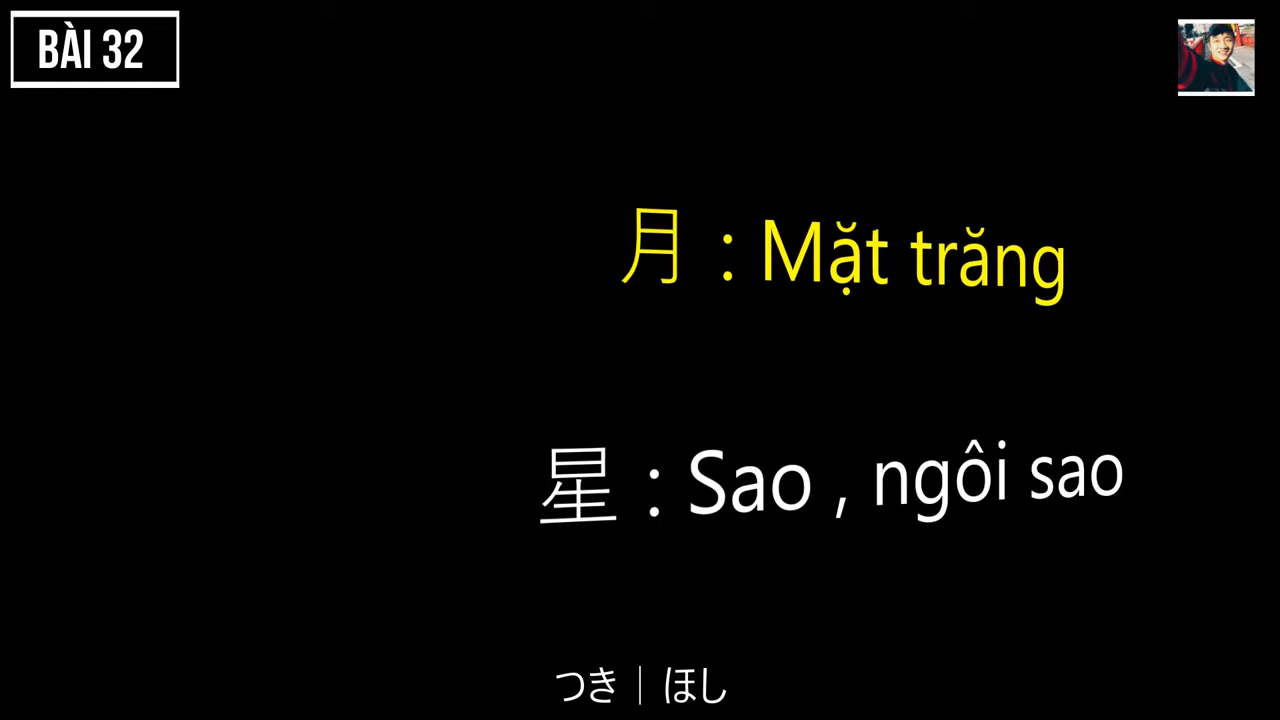 BÀI 32
月 : Mặt trăng
星 : Sao , ngôi sao
つき | ほし